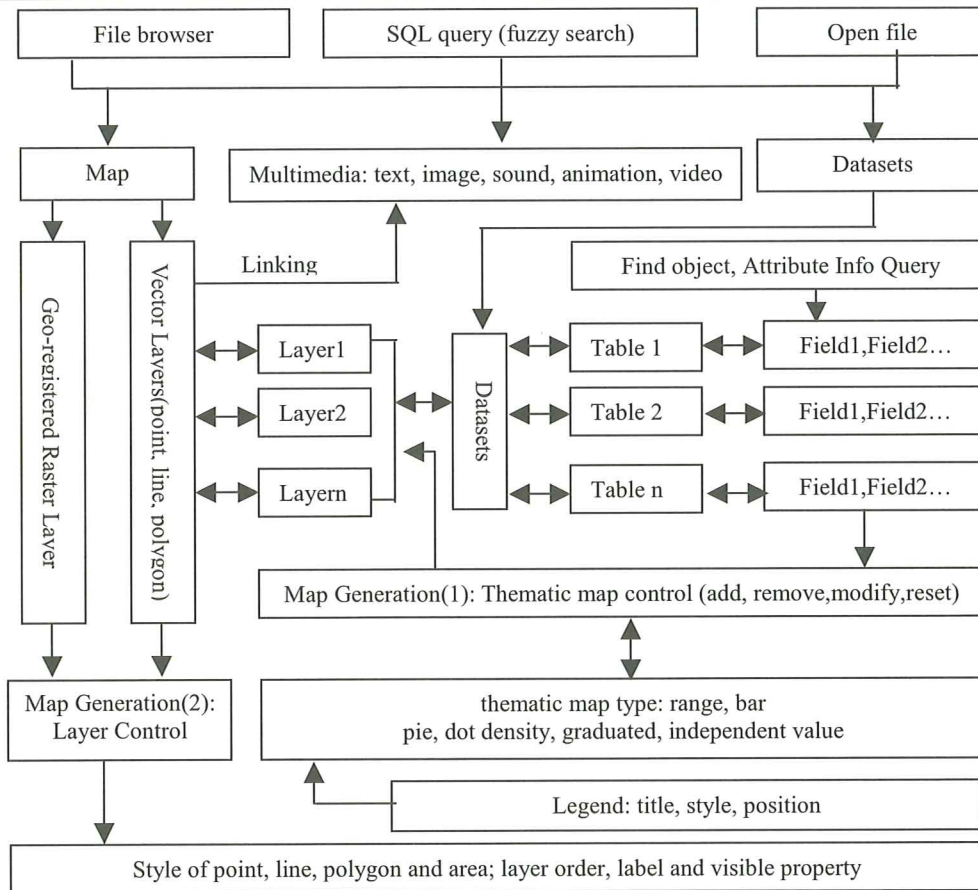 File browser
SQL query (fuzzy search)
Open file
Map
Multimedia: text, image, sound, animation, video
Datasets
Geo-registered Raster Layer
Vector Layers(point, line, polygon)
Linking
Find object, Attribute Info Query
Layer1
Datasets
Table 1
Field1,Field2…
Layer2
Table 2
Field1,Field2…
Layern
Table n
Field1,Field2…
Map Generation(1): Thematic map control (add, remove,modify,reset)
Map Generation(2):
Layer Control
thematic map type: range, bar
pie, dot density, graduated, independent value
Legend: title, style, position
Style of point, line, polygon and area; layer order, label and visible property